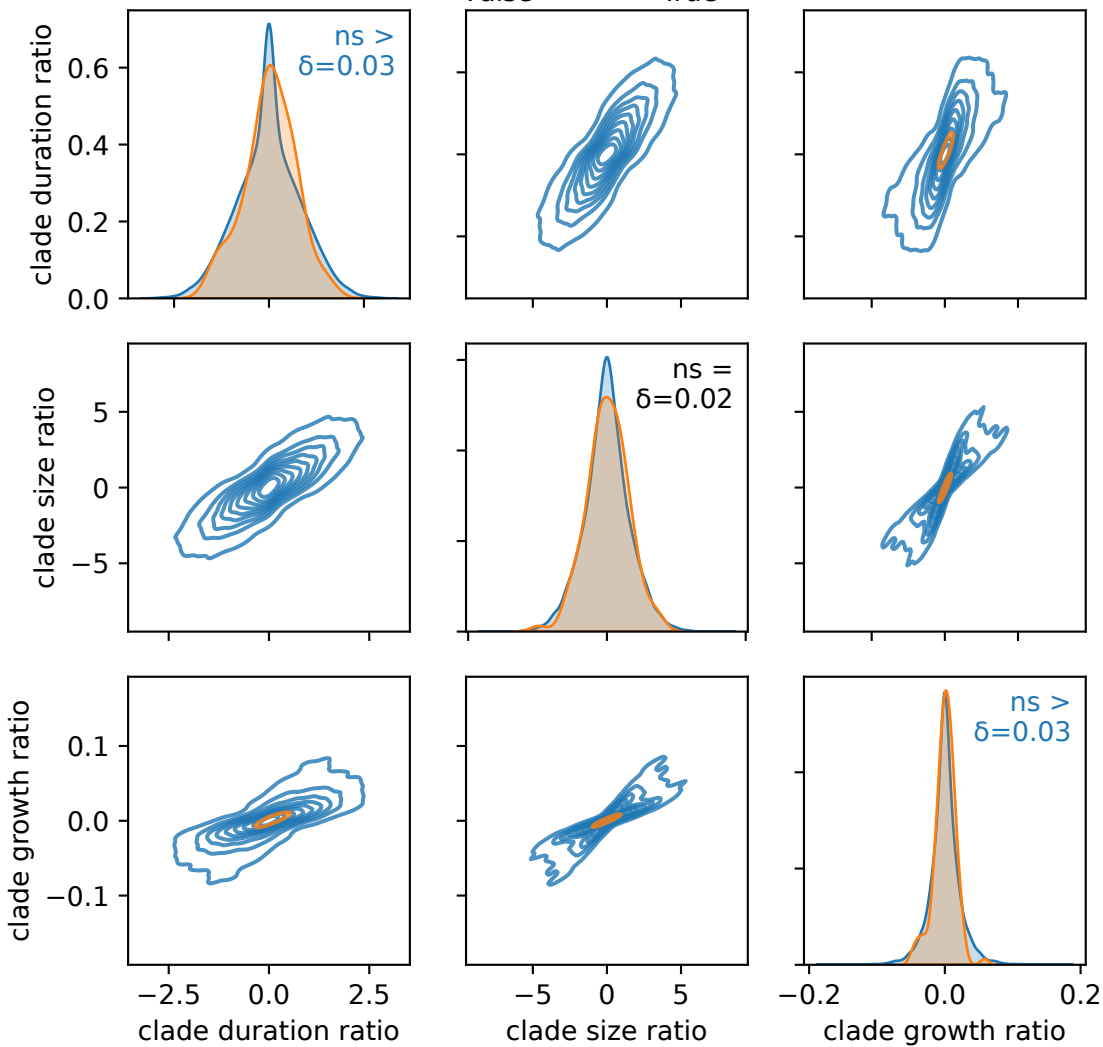 clade duration ratio
0.6
0.4
0.2
0.0
ns >
δ=0.03
clade size ratio
5
0
−5
ns =
δ=0.02
clade growth ratio
0.1
0.0
−0.1
ns >
δ=0.03
−2.5 0.0 2.5
−5 0 5
−0.2 0.0 0.2
clade duration ratio
clade size ratio
clade growth ratio